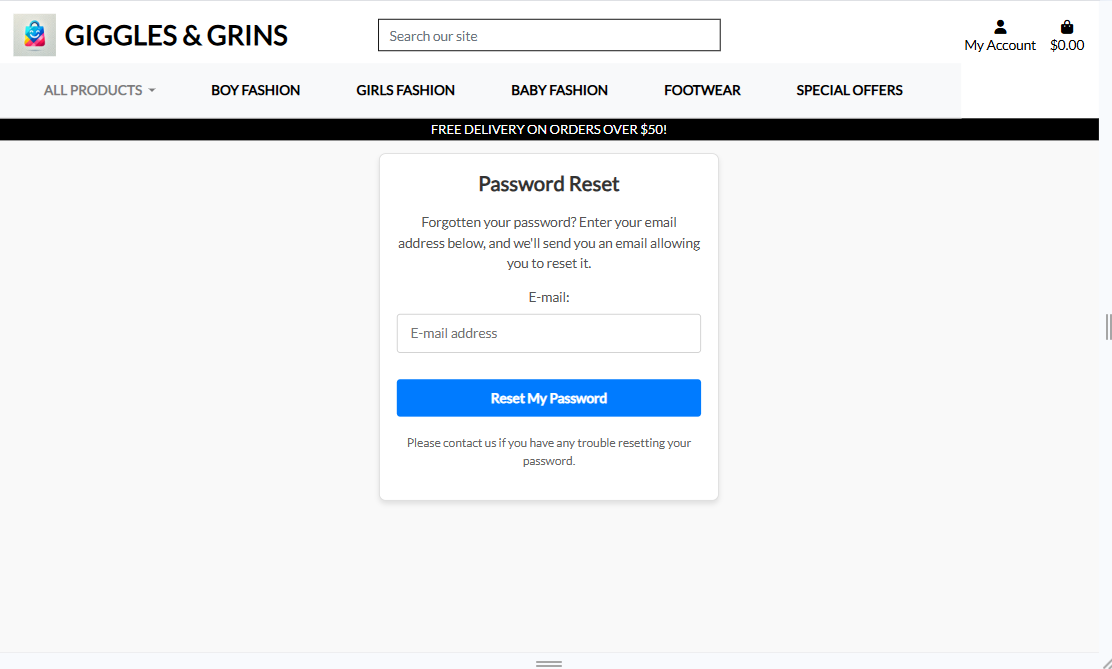 GIGGLES & GRINS
Search our site
My Account
$0.00
ALL PRODUCTS
BOY FASHION
GIRLS FASHION
BABY FASHION
FOOTWEAR
SPECIAL OFFERS
FREE DELIVERY ON ORDERS OVER $50!
Password Reset
Forgotten your password? Enter your email
address below, and we'll send you an email allowing
you to reset it.
E-mail:
E-mail address
Reset My Password
Please contact us if you have any trouble resetting your
password.